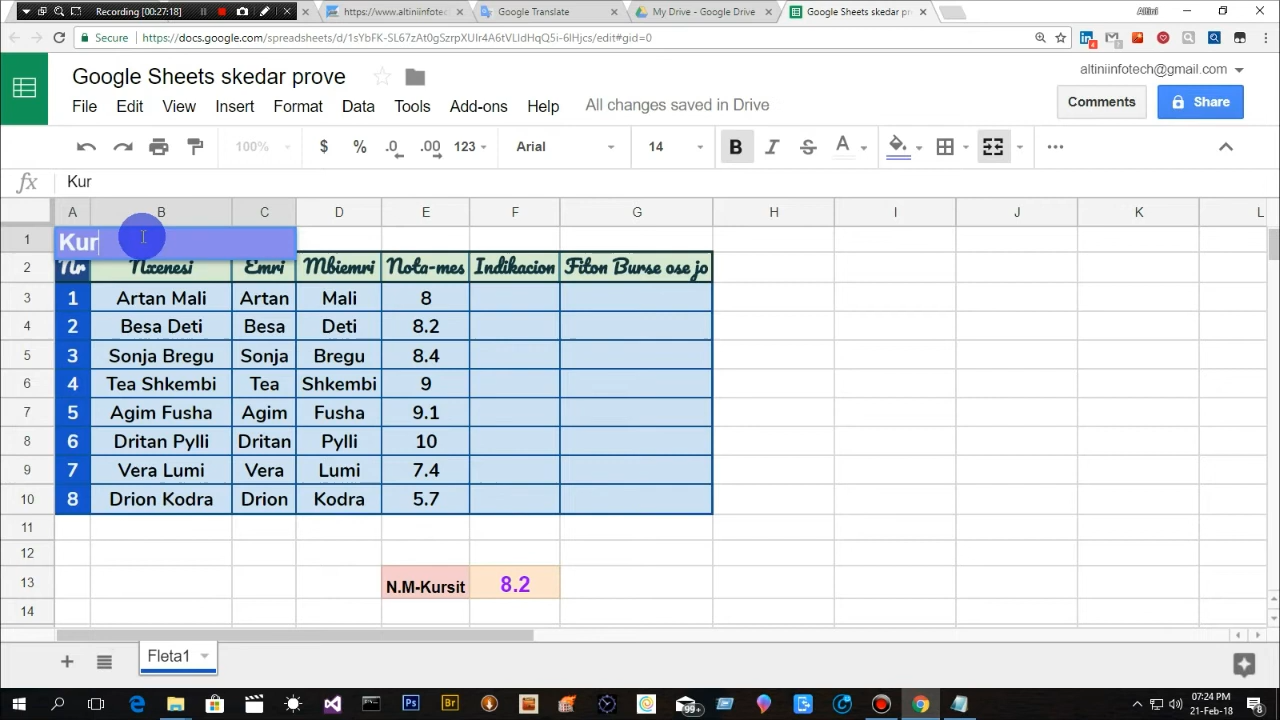 Recording [00:27:18]
https://www.altiniinfotec
Google Translate
My Drive - Google Drive
Google Sheets skedar pr
Altini
Secure
https://docs.google.com/spreadsheets/d/1sYbFK-SL67zAt0gSzrpXUIr4A6tVLIdHqQ5i-6lHjcs/edit#gid=0
Google Sheets skedar prove
altiniinfotech@gmail.com
File Edit View Insert Format Data Tools Add-ons Help
All changes saved in Drive
Comments
Share
100% $ % .0 .00 123 Arial 14 B I S A
fx Kur
A B C D E F G H I J K L
1 Kur
2 Nr Nxenesi Emri Mbiemri Nota-mes Indikacion Fiton Burse ose jo
3 1 Artan Mali Artan Mali 8
4 2 Besa Deti Besa Deti 8.2
5 3 Sonja Bregu Sonja Bregu 8.4
6 4 Tea Shkembi Tea Shkembi 9
7 5 Agim Fusha Agim Fusha 9.1
8 6 Dritan Pylli Dritan Pylli 10
9 7 Vera Lumi Vera Lumi 7.4
10 8 Drion Kodra Drion Kodra 5.7
11
12
13 N.M-Kursit 8.2
14
Fleta1
Ps Br 99+
07:24 PM
21-Feb-18